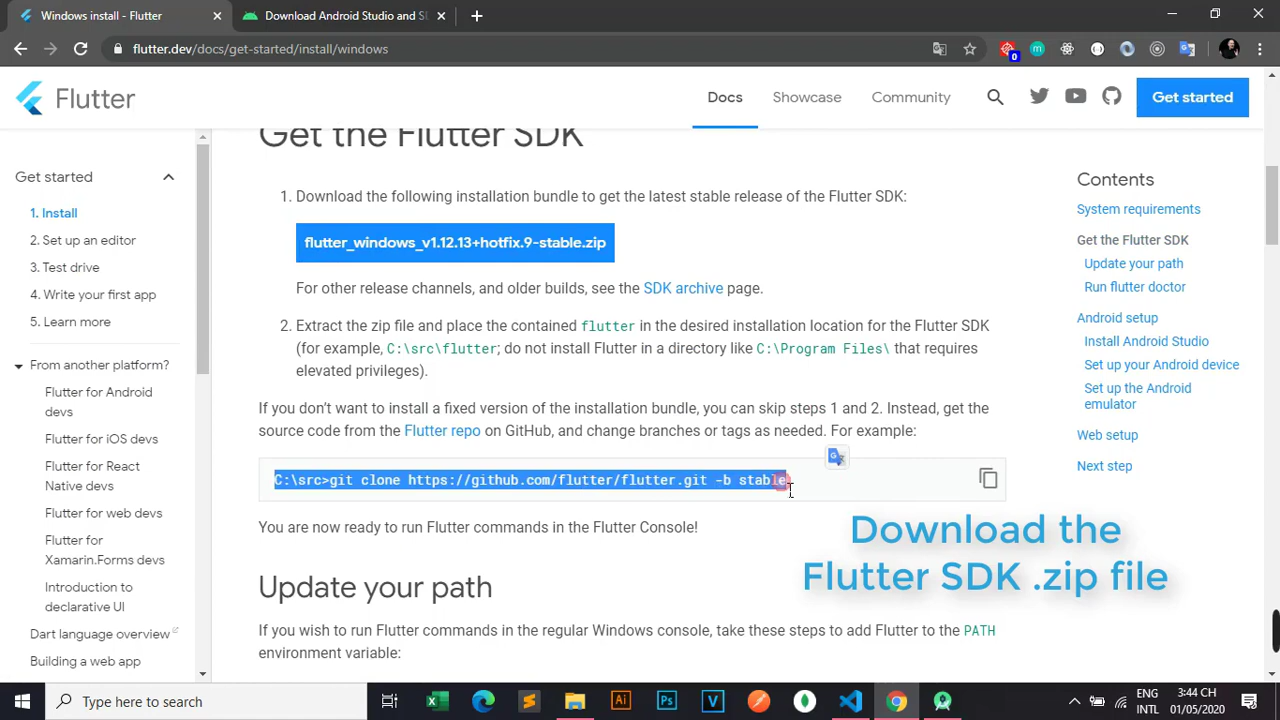 Windows install - Flutter
Download Android Studio and S
flutter.dev/docs/get-started/install/windows
0
Flutter
Docs
Showcase
Community
Get started
Get started
1. Install
2. Set up an editor
3. Test drive
4. Write your first app
5. Learn more
From another platform?
Flutter for Android
devs
Flutter for iOS devs
Flutter for React
Native devs
Flutter for web devs
Flutter for
Xamarin.Forms devs
Introduction to
declarative UI
Dart language overview
Building a web app
Get the Flutter SDK
1. Download the following installation bundle to get the latest stable release of the Flutter SDK:
flutter_windows_v1.12.13+hotfix.9-stable.zip
For other release channels, and older builds, see the SDK archive page.
2. Extract the zip file and place the contained flutter in the desired installation location for the Flutter SDK
(for example, C:\src\flutter; do not install Flutter in a directory like C:\Program Files\ that requires
elevated privileges).
If you don't want to install a fixed version of the installation bundle, you can skip steps 1 and 2. Instead, get the
source code from the Flutter repo on GitHub, and change branches or tags as needed. For example:
C:\src>git clone https://github.com/flutter/flutter.git -b stable
You are now ready to run Flutter commands in the Flutter Console!
Update your path
If you wish to run Flutter commands in the regular Windows console, take these steps to add Flutter to the PATH
environment variable:
Contents
System requirements
Get the Flutter SDK
Update your path
Run flutter doctor
Android setup
Install Android Studio
Set up your Android device
Set up the Android
emulator
Web setup
Next step
Download the
Flutter SDK .zip file
Type here to search
Ai
Ps
V
ENG
INTL
3:44 CH
01/05/2020